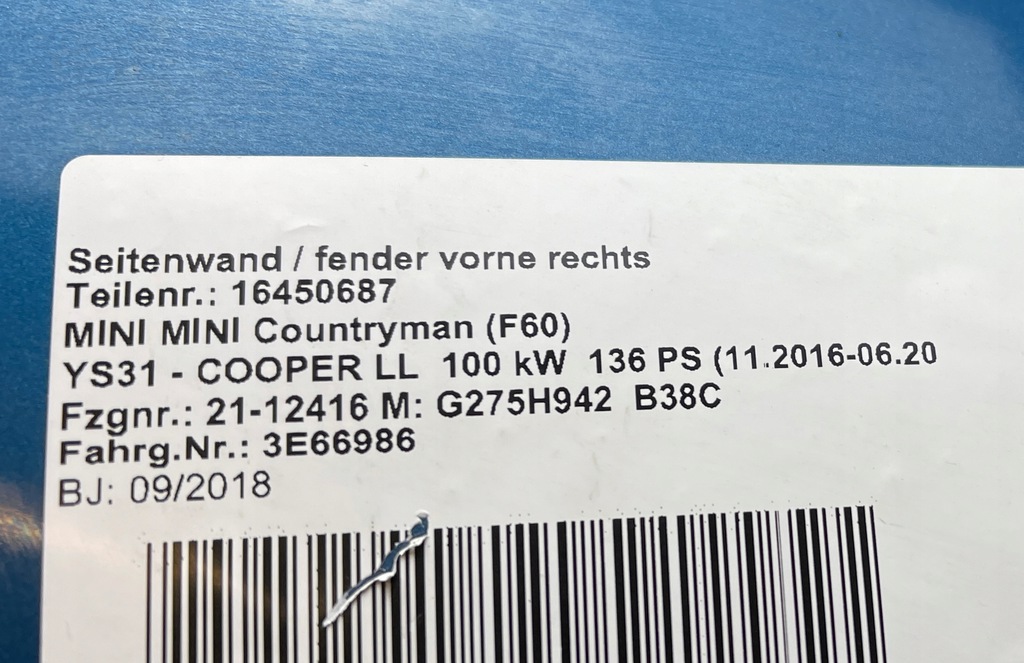 Seitenwand / fender vorne rechts
Teilenr.: 16450687
MINI MINI Countryman (F60)
YS31 - COOPER LL 100 kW 136 PS (11.2016-06.20
Fzgnr.: 21-12416 M: G275H942 B38C
Fahrg.Nr.: 3E66986
BJ: 09/2018